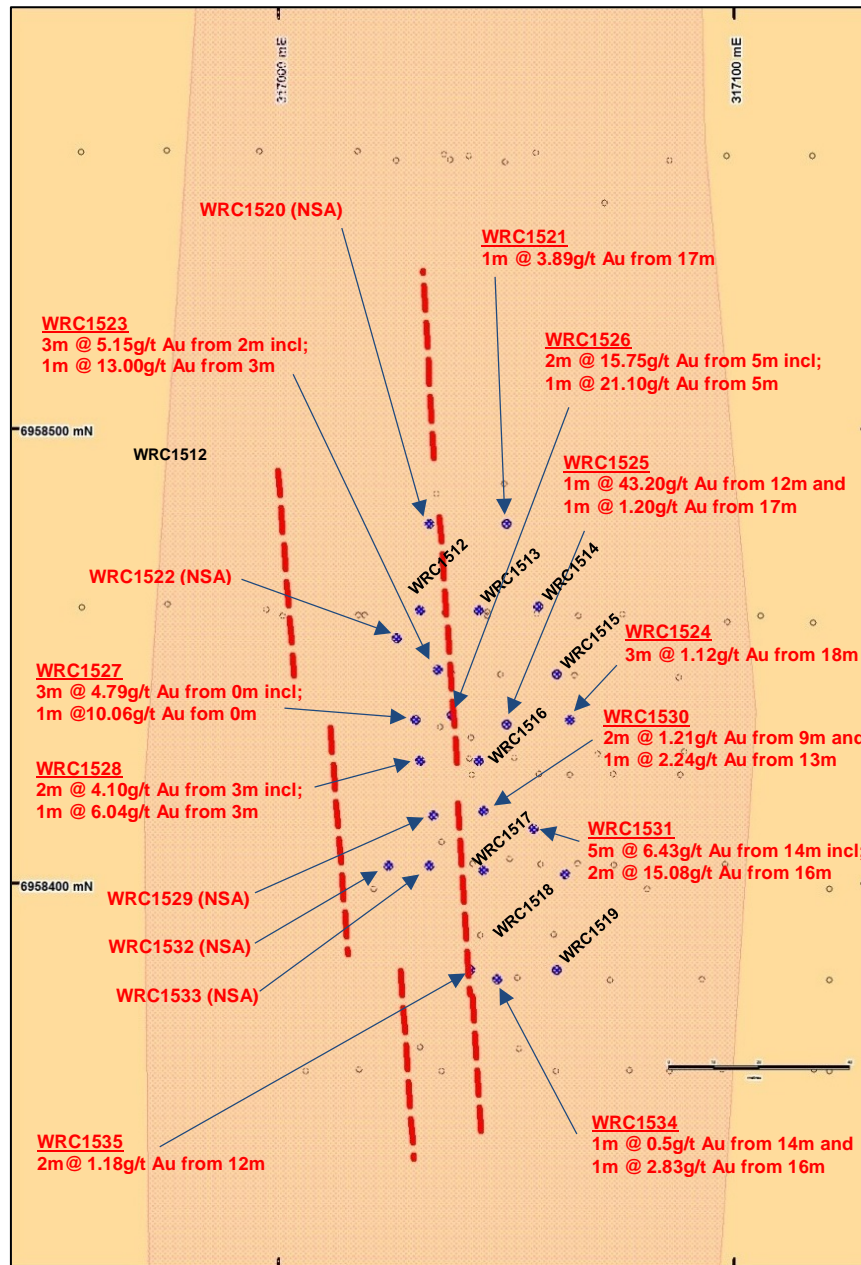 317000 mE
317100 mE
WRC1520 (NSA)
WRC1521
1m @ 3.89g/t Au from 17m
WRC1523
3m @ 5.15g/t Au from 2m incl;
1m @ 13.00g/t Au from 3m
WRC1526
2m @ 15.75g/t Au from 5m incl;
1m @ 21.10g/t Au from 5m
6958500 mN
WRC1512
WRC1525
1m @ 43.20g/t Au from 12m and
1m @ 1.20g/t Au from 17m
WRC1522 (NSA)
WRC1512
WRC1513
WRC1514
WRC1515
WRC1524
3m @ 1.12g/t Au from 18m
WRC1527
3m @ 4.79g/t Au from 0m incl;
1m @10.06g/t Au fom 0m
WRC1516
WRC1530
2m @ 1.21g/t Au from 9m and
1m @ 2.24g/t Au from 13m
WRC1528
2m @ 4.10g/t Au from 3m incl;
1m @ 6.04g/t Au from 3m
WRC1517
WRC1531
5m @ 6.43g/t Au from 14m incl;
2m @ 15.08g/t Au from 16m
6958400 mN
WRC1529 (NSA)
WRC1518
WRC1519
WRC1532 (NSA)
WRC1533 (NSA)
WRC1535
2m@ 1.18g/t Au from 12m
WRC1534
1m @ 0.5g/t Au from 14m and
1m @ 2.83g/t Au from 16m